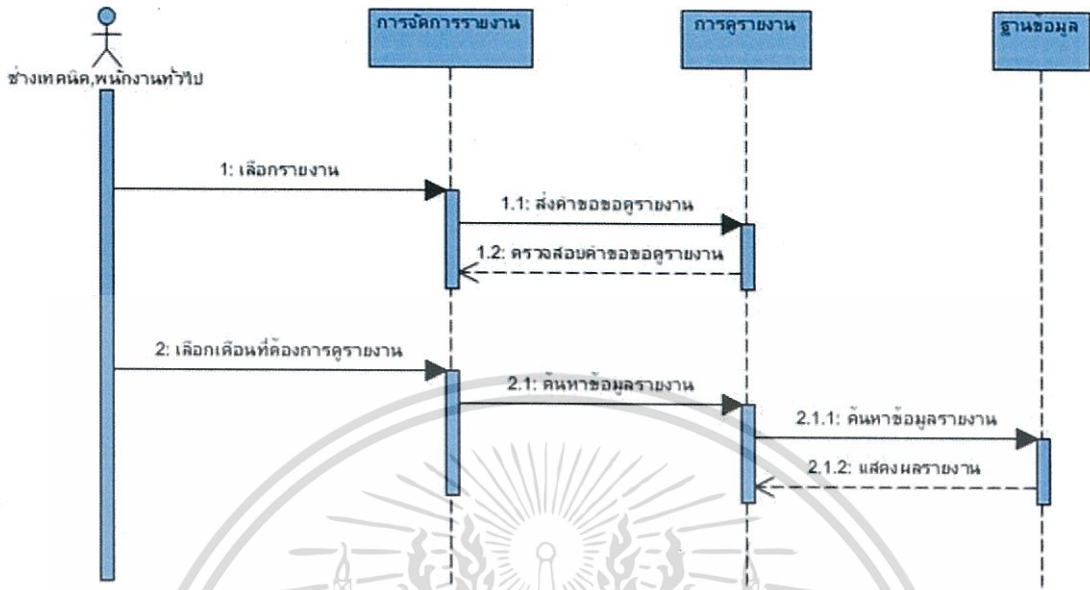 การจัดการรายงาน
การดูรายงาน
ฐานข้อมูล
ช่างเทคนิค,พนักงานทั่วไป
1: เลือกรายงาน
1.1: ส่งคำขอขอดูรายงาน
1.2: ตรวจสอบคำขอขอดูรายงาน
2: เลือกเดือนที่ต้องการดูรายงาน
2.1: ค้นหาข้อมูลรายงาน
2.1.1: ค้นหาข้อมูลรายงาน
2.1.2: แสดงผลรายงาน